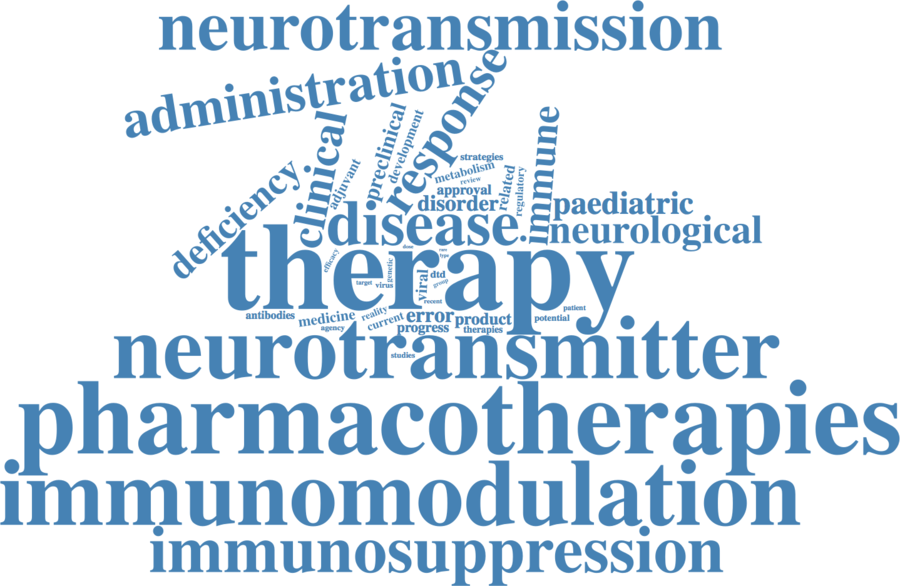 neurotransmission
administration
response
clinical
preclinical
development
adjuvant
deficiency
strategies
metabolism
review
approval
related
regulatory
immune
disorder
paediatric
disease
neurological
therapy
efficacy
dose
rare
type
genetic
target
virus
viral
dtd
group
recent
antibodies
medicine
agency
reality
current
error
progress
product
therapies
patient
potential
neurotransmitter
studies
pharmacotherapies
immunomodulation
immunosuppression